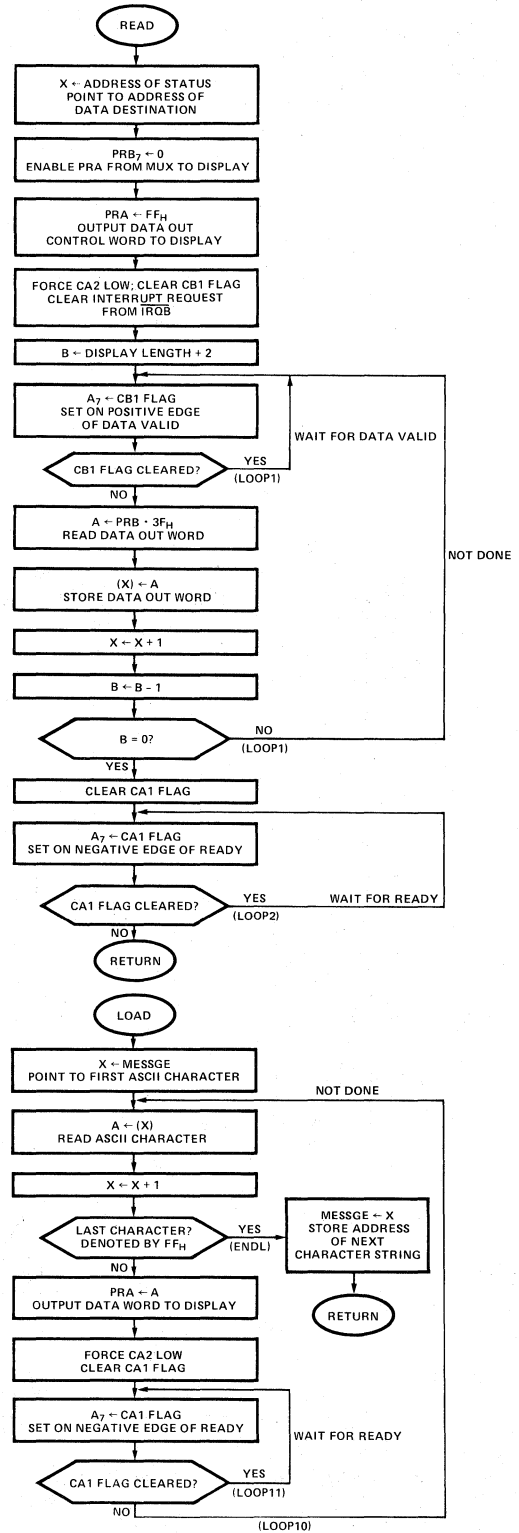 READ
X ← ADDRESS OF STATUS
POINT TO ADDRESS OF
DATA DESTINATION
PRB₇ ← 0
ENABLE PRA FROM MUX TO DISPLAY
PRA ← FF_H
OUTPUT DATA OUT
CONTROL WORD TO DISPLAY
FORCE CA2 LOW; CLEAR CB1 FLAG
CLEAR INTERRUPT REQUEST
FROM I̅R̅Q̅B̅
B ← DISPLAY LENGTH + 2
A₇ ← CB1 FLAG
SET ON POSITIVE EDGE
OF DATA VALID
WAIT FOR DATA VALID
CB1 FLAG CLEARED?
YES
(LOOP1)
NO
A ← PRB · 3F_H
READ DATA OUT WORD
NOT DONE
(X) ← A
STORE DATA OUT WORD
X ← X + 1
B ← B - 1
B = 0?
NO
(LOOP1)
YES
CLEAR CA1 FLAG
A₇ ← CA1 FLAG
SET ON NEGATIVE EDGE OF READY
CA1 FLAG CLEARED?
YES
(LOOP2)
WAIT FOR READY
NO
RETURN
LOAD
X ← MESSGE
POINT TO FIRST ASCII CHARACTER
NOT DONE
A ← (X)
READ ASCII CHARACTER
X ← X + 1
LAST CHARACTER?
DENOTED BY FF_H
YES
(ENDL)
MESSGE ← X
STORE ADDRESS
OF NEXT
CHARACTER STRING
RETURN
NO
PRA ← A
OUTPUT DATA WORD TO DISPLAY
FORCE CA2 LOW
CLEAR CA1 FLAG
A₇ ← CA1 FLAG
SET ON NEGATIVE EDGE OF READY
WAIT FOR READY
CA1 FLAG CLEARED?
YES
(LOOP11)
NO
(LOOP10)